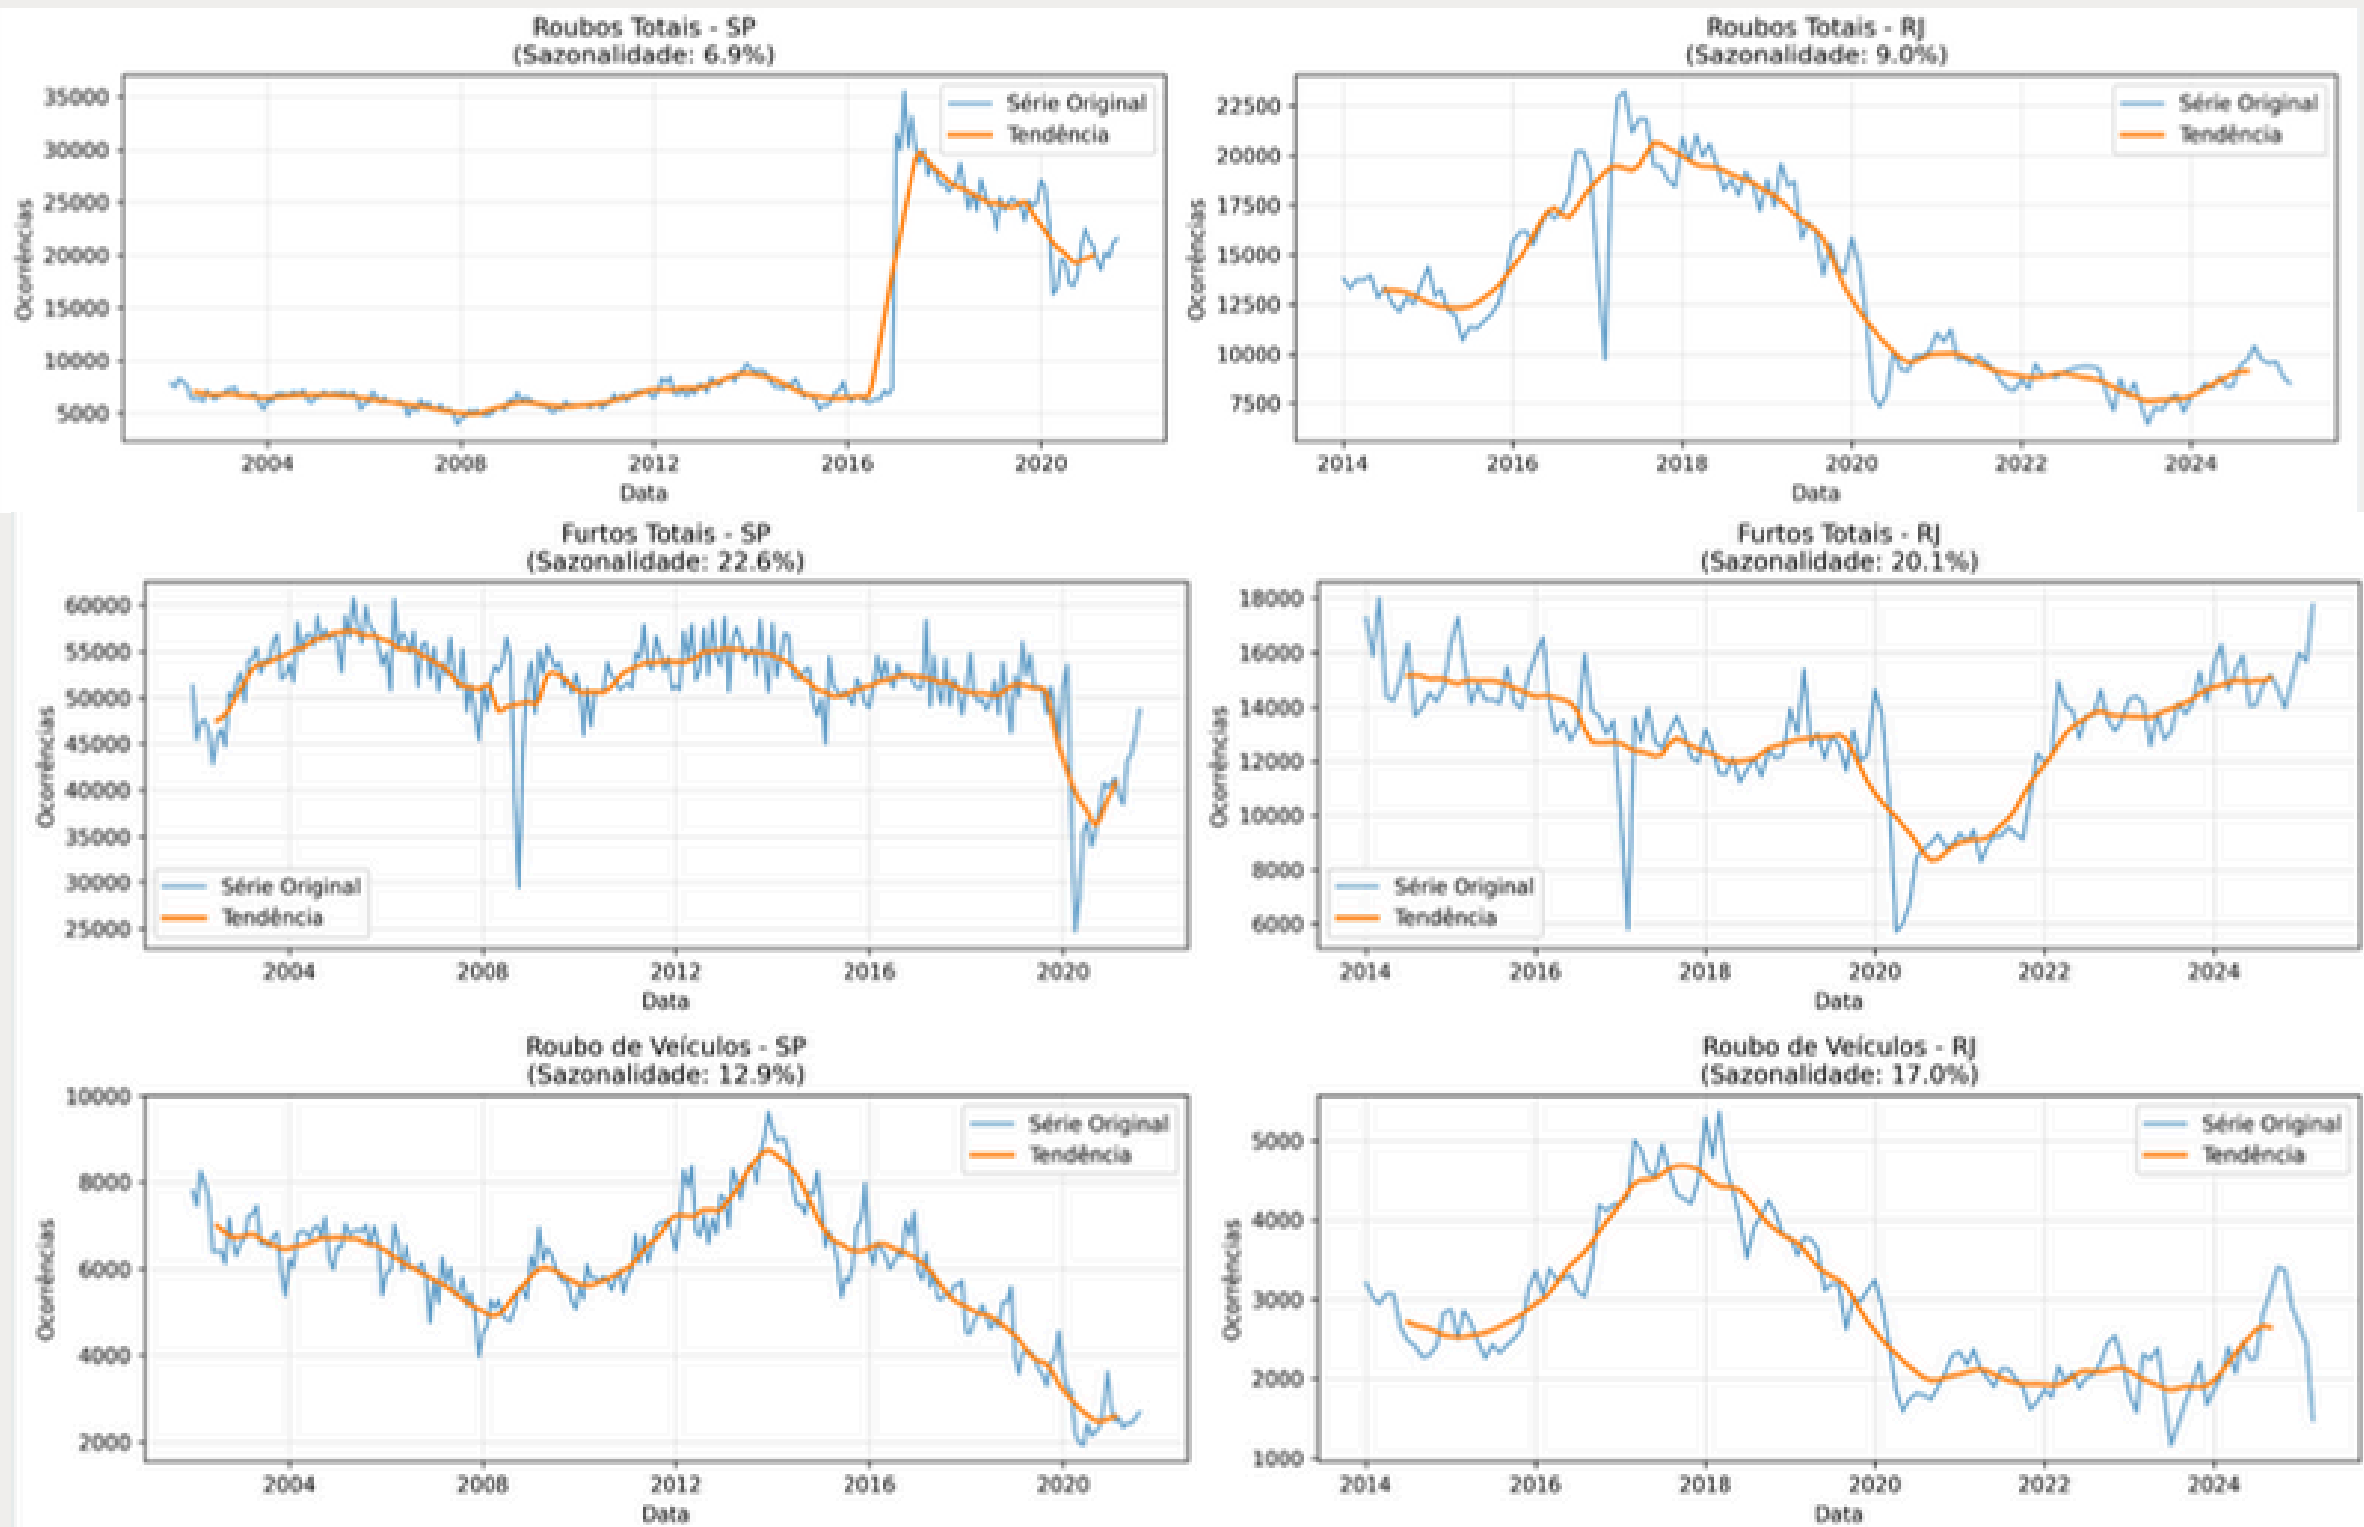 Roubos Totais - SP
(Sazonalidade: 6.9%)
Série Original
Tendência
35000
30000
25000
20000
15000
10000
5000
Ocorrências
2004 2008 2012 2016 2020
Data
Roubos Totais - RJ
(Sazonalidade: 9.0%)
Série Original
Tendência
22500
20000
17500
15000
12500
10000
7500
Ocorrências
2014 2016 2018 2020 2022 2024
Data
Furtos Totais - SP
(Sazonalidade: 22.6%)
60000
55000
50000
45000
40000
35000
30000
25000
Ocorrências
Série Original
Tendência
2004 2008 2012 2016 2020
Data
Furtos Totais - RJ
(Sazonalidade: 20.1%)
18000
16000
14000
12000
10000
8000
6000
Ocorrências
Série Original
Tendência
2014 2016 2018 2020 2022 2024
Data
Roubo de Veículos - SP
(Sazonalidade: 12.9%)
Série Original
Tendência
10000
8000
6000
4000
2000
Ocorrências
2004 2008 2012 2016 2020
Data
Roubo de Veículos - RJ
(Sazonalidade: 17.0%)
Série Original
Tendência
5000
4000
3000
2000
1000
Ocorrências
2014 2016 2018 2020 2022 2024
Data